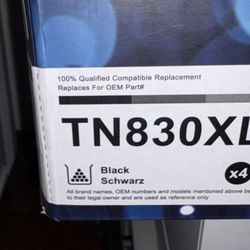 100% Qualified Compatible Replacement
Replaces For OEM Part#
TN830XL
Black
Schwarz
x4
All brand names, OEM numbers and models mentioned above be
to their legal owner and are used as reference only